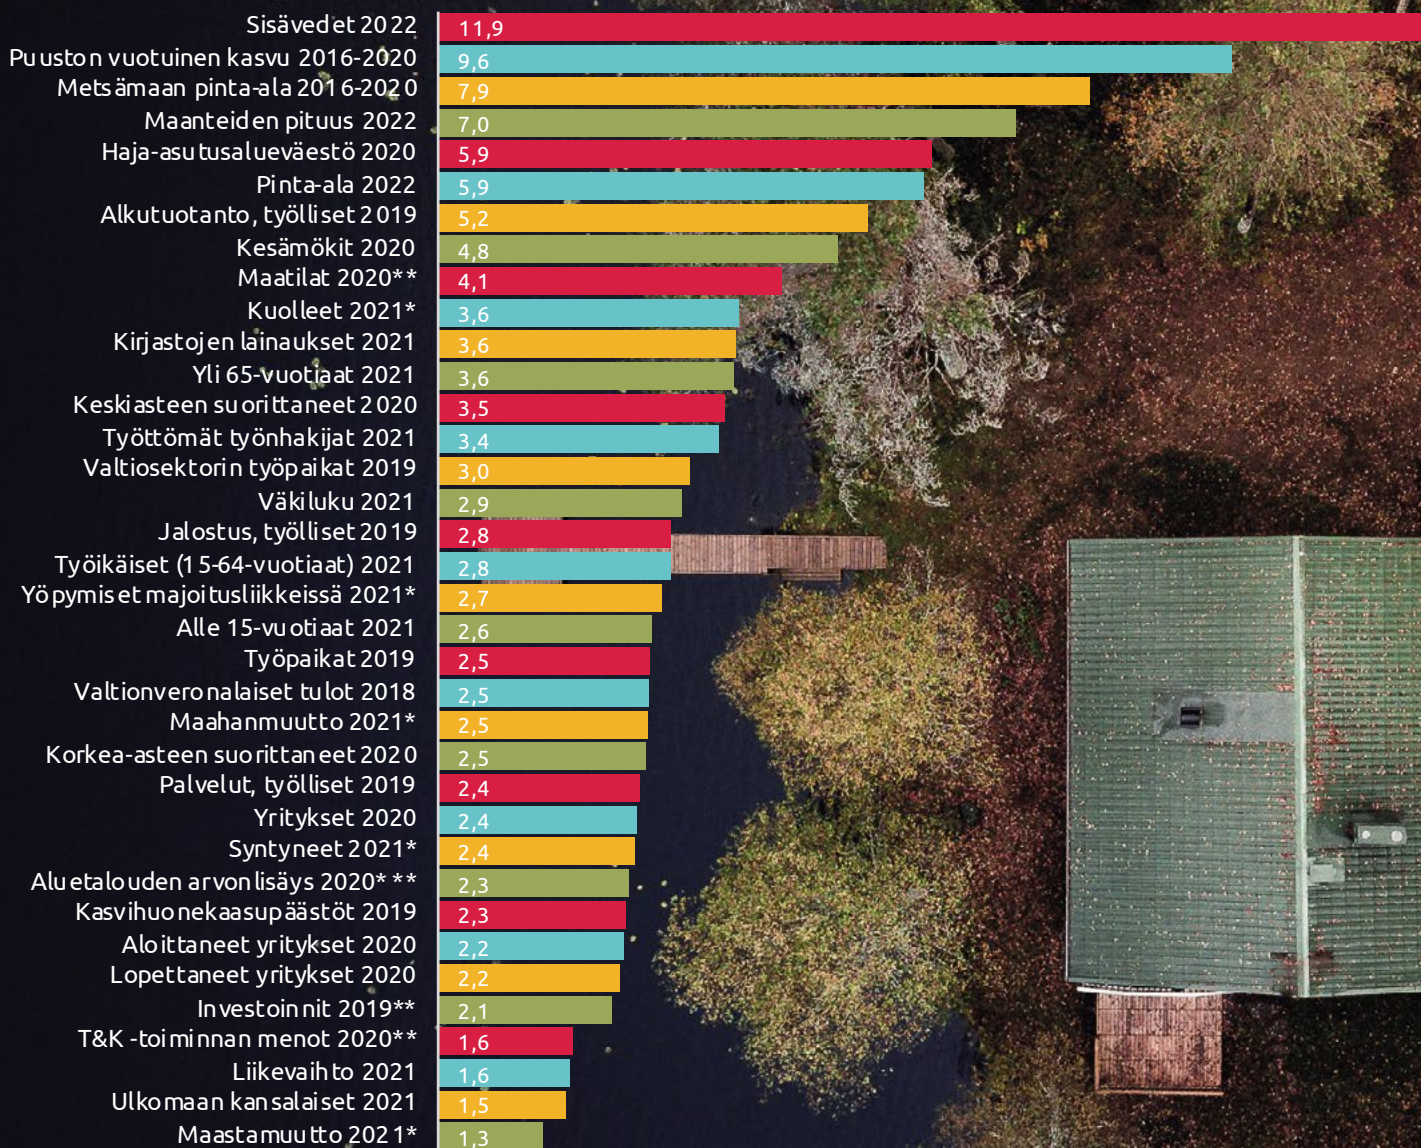 Sisävedet 2022 11,9
Puuston vuotuinen kasvu 2016-2020 9,6
Metsämaan pinta-ala 2016-2020 7,9
Maanteiden pituus 2022 7,0
Haja-asutusalueväestö 2020 5,9
Pinta-ala 2022 5,9
Alkutuotanto, työlliset 2019 5,2
Kesämökit 2020 4,8
Maatilat 2020** 4,1
Kuolleet 2021* 3,6
Kirjastojen lainaukset 2021 3,6
Yli 65-vuotiaat 2021 3,6
Keskiasteen suorittaneet 2020 3,5
Työttömät työnhakijat 2021 3,4
Valtiosektorin työpaikat 2019 3,0
Väkiluku 2021 2,9
Jalostus, työlliset 2019 2,8
Työikäiset (15-64-vuotiaat) 2021 2,8
Yöpymiset majoitusliikkeissä 2021* 2,7
Alle 15-vuotiaat 2021 2,6
Työpaikat 2019 2,5
Valtionveronalaiset tulot 2018 2,5
Maahanmuutto 2021* 2,5
Korkea-asteen suorittaneet 2020 2,5
Palvelut, työlliset 2019 2,4
Yritykset 2020 2,4
Syntyneet 2021* 2,4
Aluetalouden arvonlisäys 2020*** 2,3
Kasvihuonekaasupäästöt 2019 2,3
Aloittaneet yritykset 2020 2,2
Lopettaneet yritykset 2020 2,2
Investoinnit 2019** 2,1
T&K -toiminnan menot 2020** 1,6
Liikevaihto 2021 1,6
Ulkomaan kansalaiset 2021 1,5
Maastamuutto 2021* 1,3